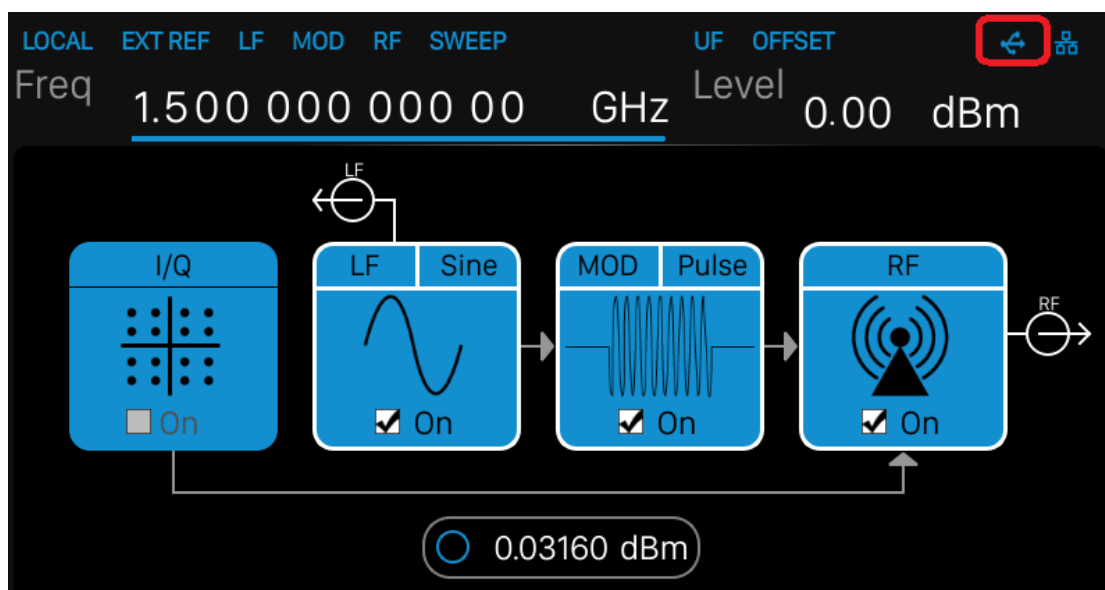 LOCAL EXT REF LF MOD RF SWEEP UF OFFSET
Freq 1.500 000 000 00 GHz Level 0.00 dBm
LF
I/Q LF Sine MOD Pulse RF
RF
On On On On
0.03160 dBm